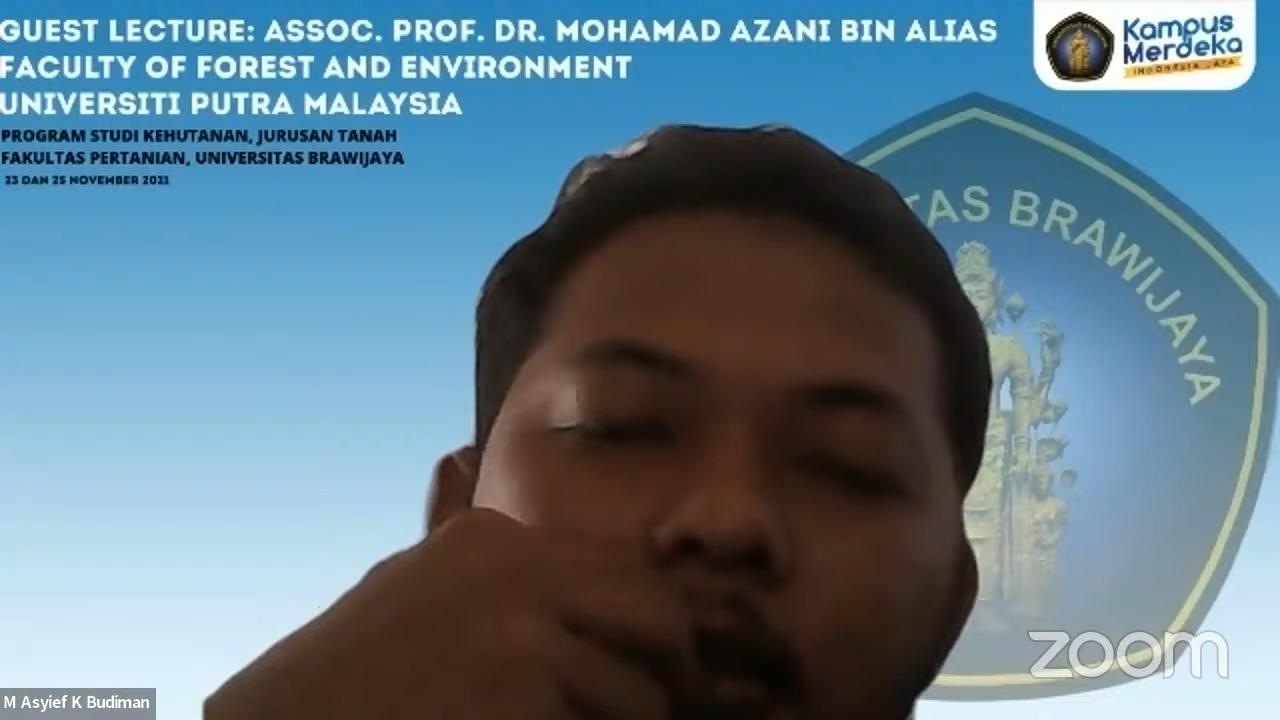 GUEST LECTURE: ASSOC. PROF. DR. MOHAMAD AZANI BIN ALIAS
FACULTY OF FOREST AND ENVIRONMENT
UNIVERSITI PUTRA MALAYSIA
PROGRAM STUDI KEHUTANAN, JURUSAN TANAH
FAKULTAS PERTANIAN, UNIVERSITAS BRAWIJAYA
23 DAN 25 NOVEMBER 2021
Kampus
Merdeka
INDONESIA JAYA
TAS BRAWIJAYA
zoom
M Asyief K Budiman